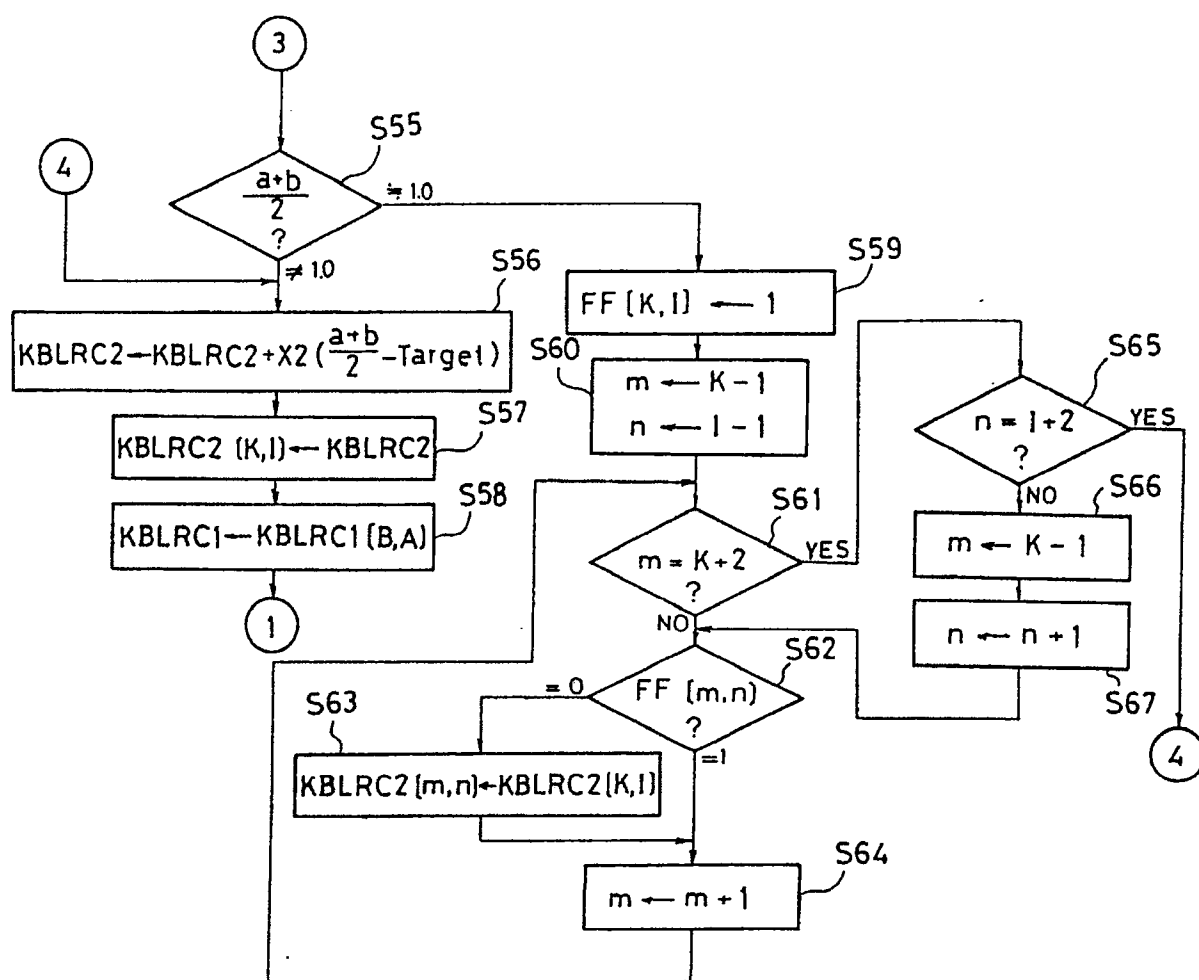 3
S55
4
a+b
2
?
≒ 1.0
≠ 1.0
S56
KBLRC2←KBLRC2+X2(a+b/2-Target)
S57
KBLRC2 (K,I)← KBLRC2
S58
KBLRC1←KBLRC1(B,A)
1
S59
FF (K,I) ← 1
S60
m ← K-1
n ← I-1
S61
m = K+2
?
YES
NO
S62
FF (m,n)
?
=0
=1
S63
KBLRC2(m,n)←KBLRC2(K,I)
S64
m ← m+1
S65
n = I+2
?
YES
NO
S66
m ← K-1
n ← n+1
S67
4